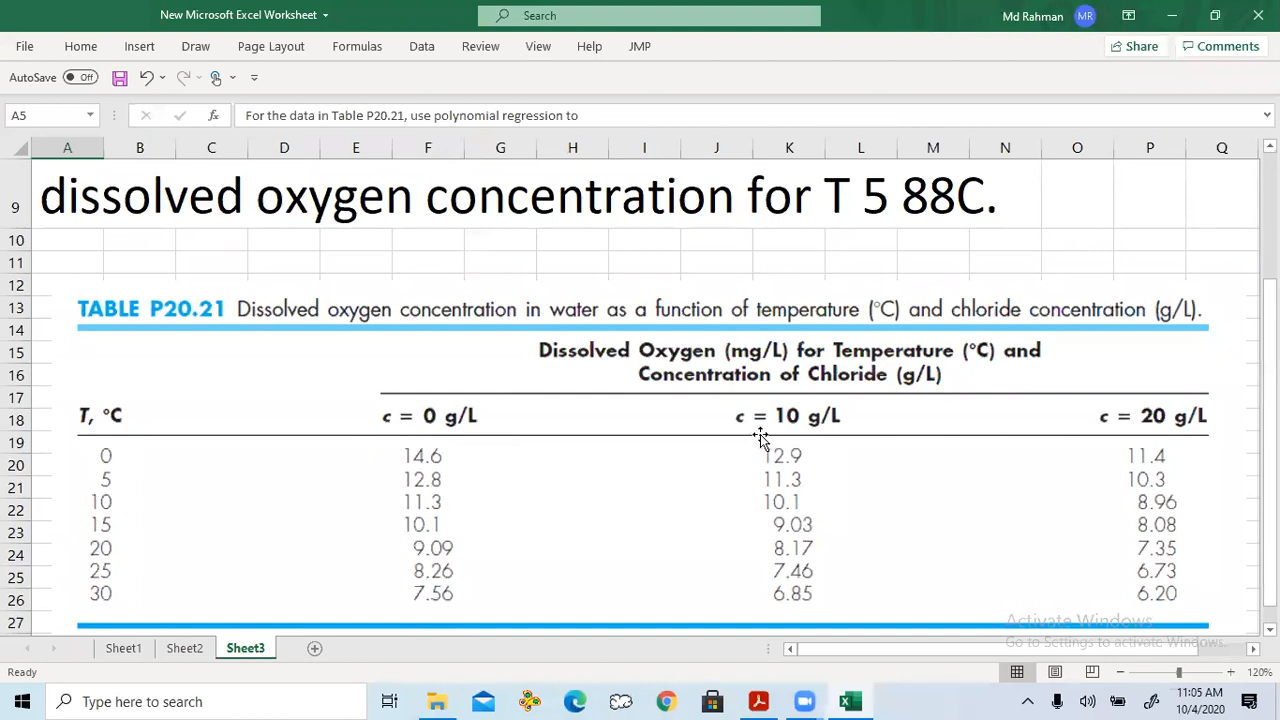 New Microsoft Excel Worksheet
Search
Md Rahman
MR
File Home Insert Draw Page Layout Formulas Data Review View Help JMP
Share
Comments
AutoSave Off
A5
fx
For the data in Table P20.21, use polynomial regression to
A B C D E F G H I J K L M N O P Q
9
dissolved oxygen concentration for T 5 88C.
10
11
12
13
TABLE P20.21 Dissolved oxygen concentration in water as a function of temperature (°C) and chloride concentration (g/L).
14
15
Dissolved Oxygen (mg/L) for Temperature (°C) and
16
Concentration of Chloride (g/L)
17
18
T, °C c = 0 g/L c = 10 g/L c = 20 g/L
19
20
0 14.6 12.9 11.4
21
5 12.8 11.3 10.3
22
10 11.3 10.1 8.96
23
15 10.1 9.03 8.08
24
20 9.09 8.17 7.35
25
25 8.26 7.46 6.73
26
30 7.56 6.85 6.20
27
Activate Windows
Go to Settings to activate Windows.
Sheet1 Sheet2 Sheet3
Ready
120%
Type here to search
11:05 AM
10/4/2020